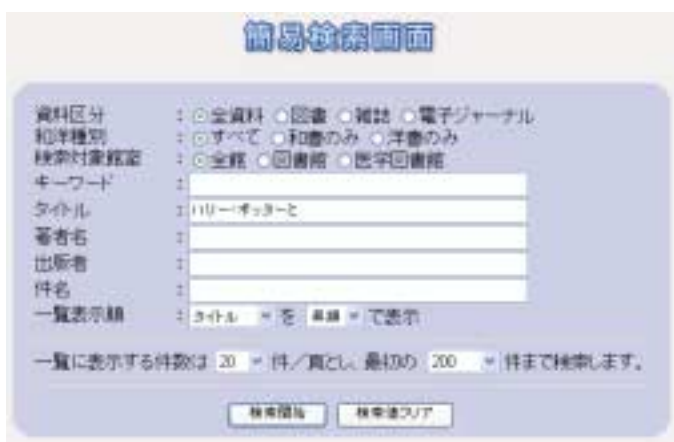 簡易検索画面
資料区分 : ○全資料 ○図書 ○雑誌 ○電子ジャーナル
和洋種別 : ○すべて ○和書のみ ○洋書のみ
検索対象館室 : ○全館 ○図書館 ○医学図書館
キーワード :
タイトル : ハリー・ポッターと
著者名 :
出版者 :
件名 :
一覧表示順 : タイトル を 昇順 で表示
一覧に表示する件数は 20 件/頁とし、最初の 200 件まで検索します。
検索開始 検索値クリア